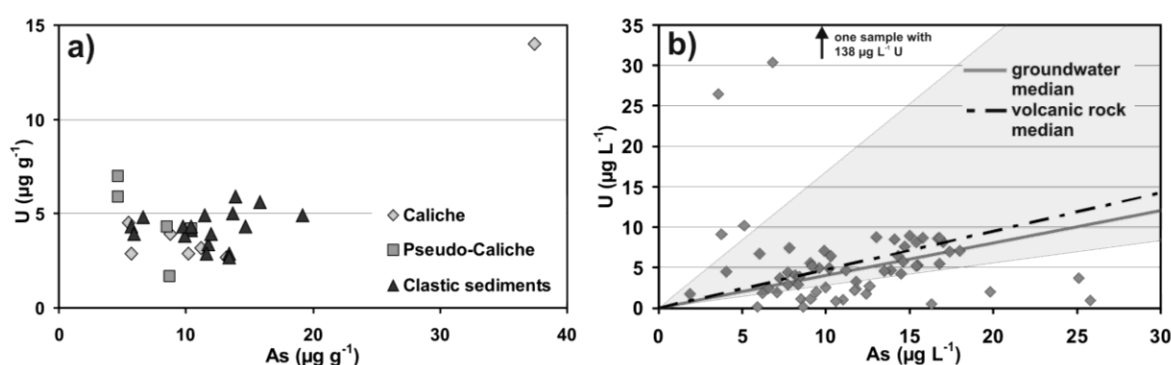 a)
15
10
5
0
U (µg g⁻¹)
0
10
20
30
40
As (µg g⁻¹)
Caliche
Pseudo-Caliche
Clastic sediments
b)
one sample with
138 µg L⁻¹ U
groundwater
median
volcanic rock
median
35
30
25
20
15
10
5
0
U (µg L⁻¹)
0
5
10
15
20
25
30
As (µg L⁻¹)